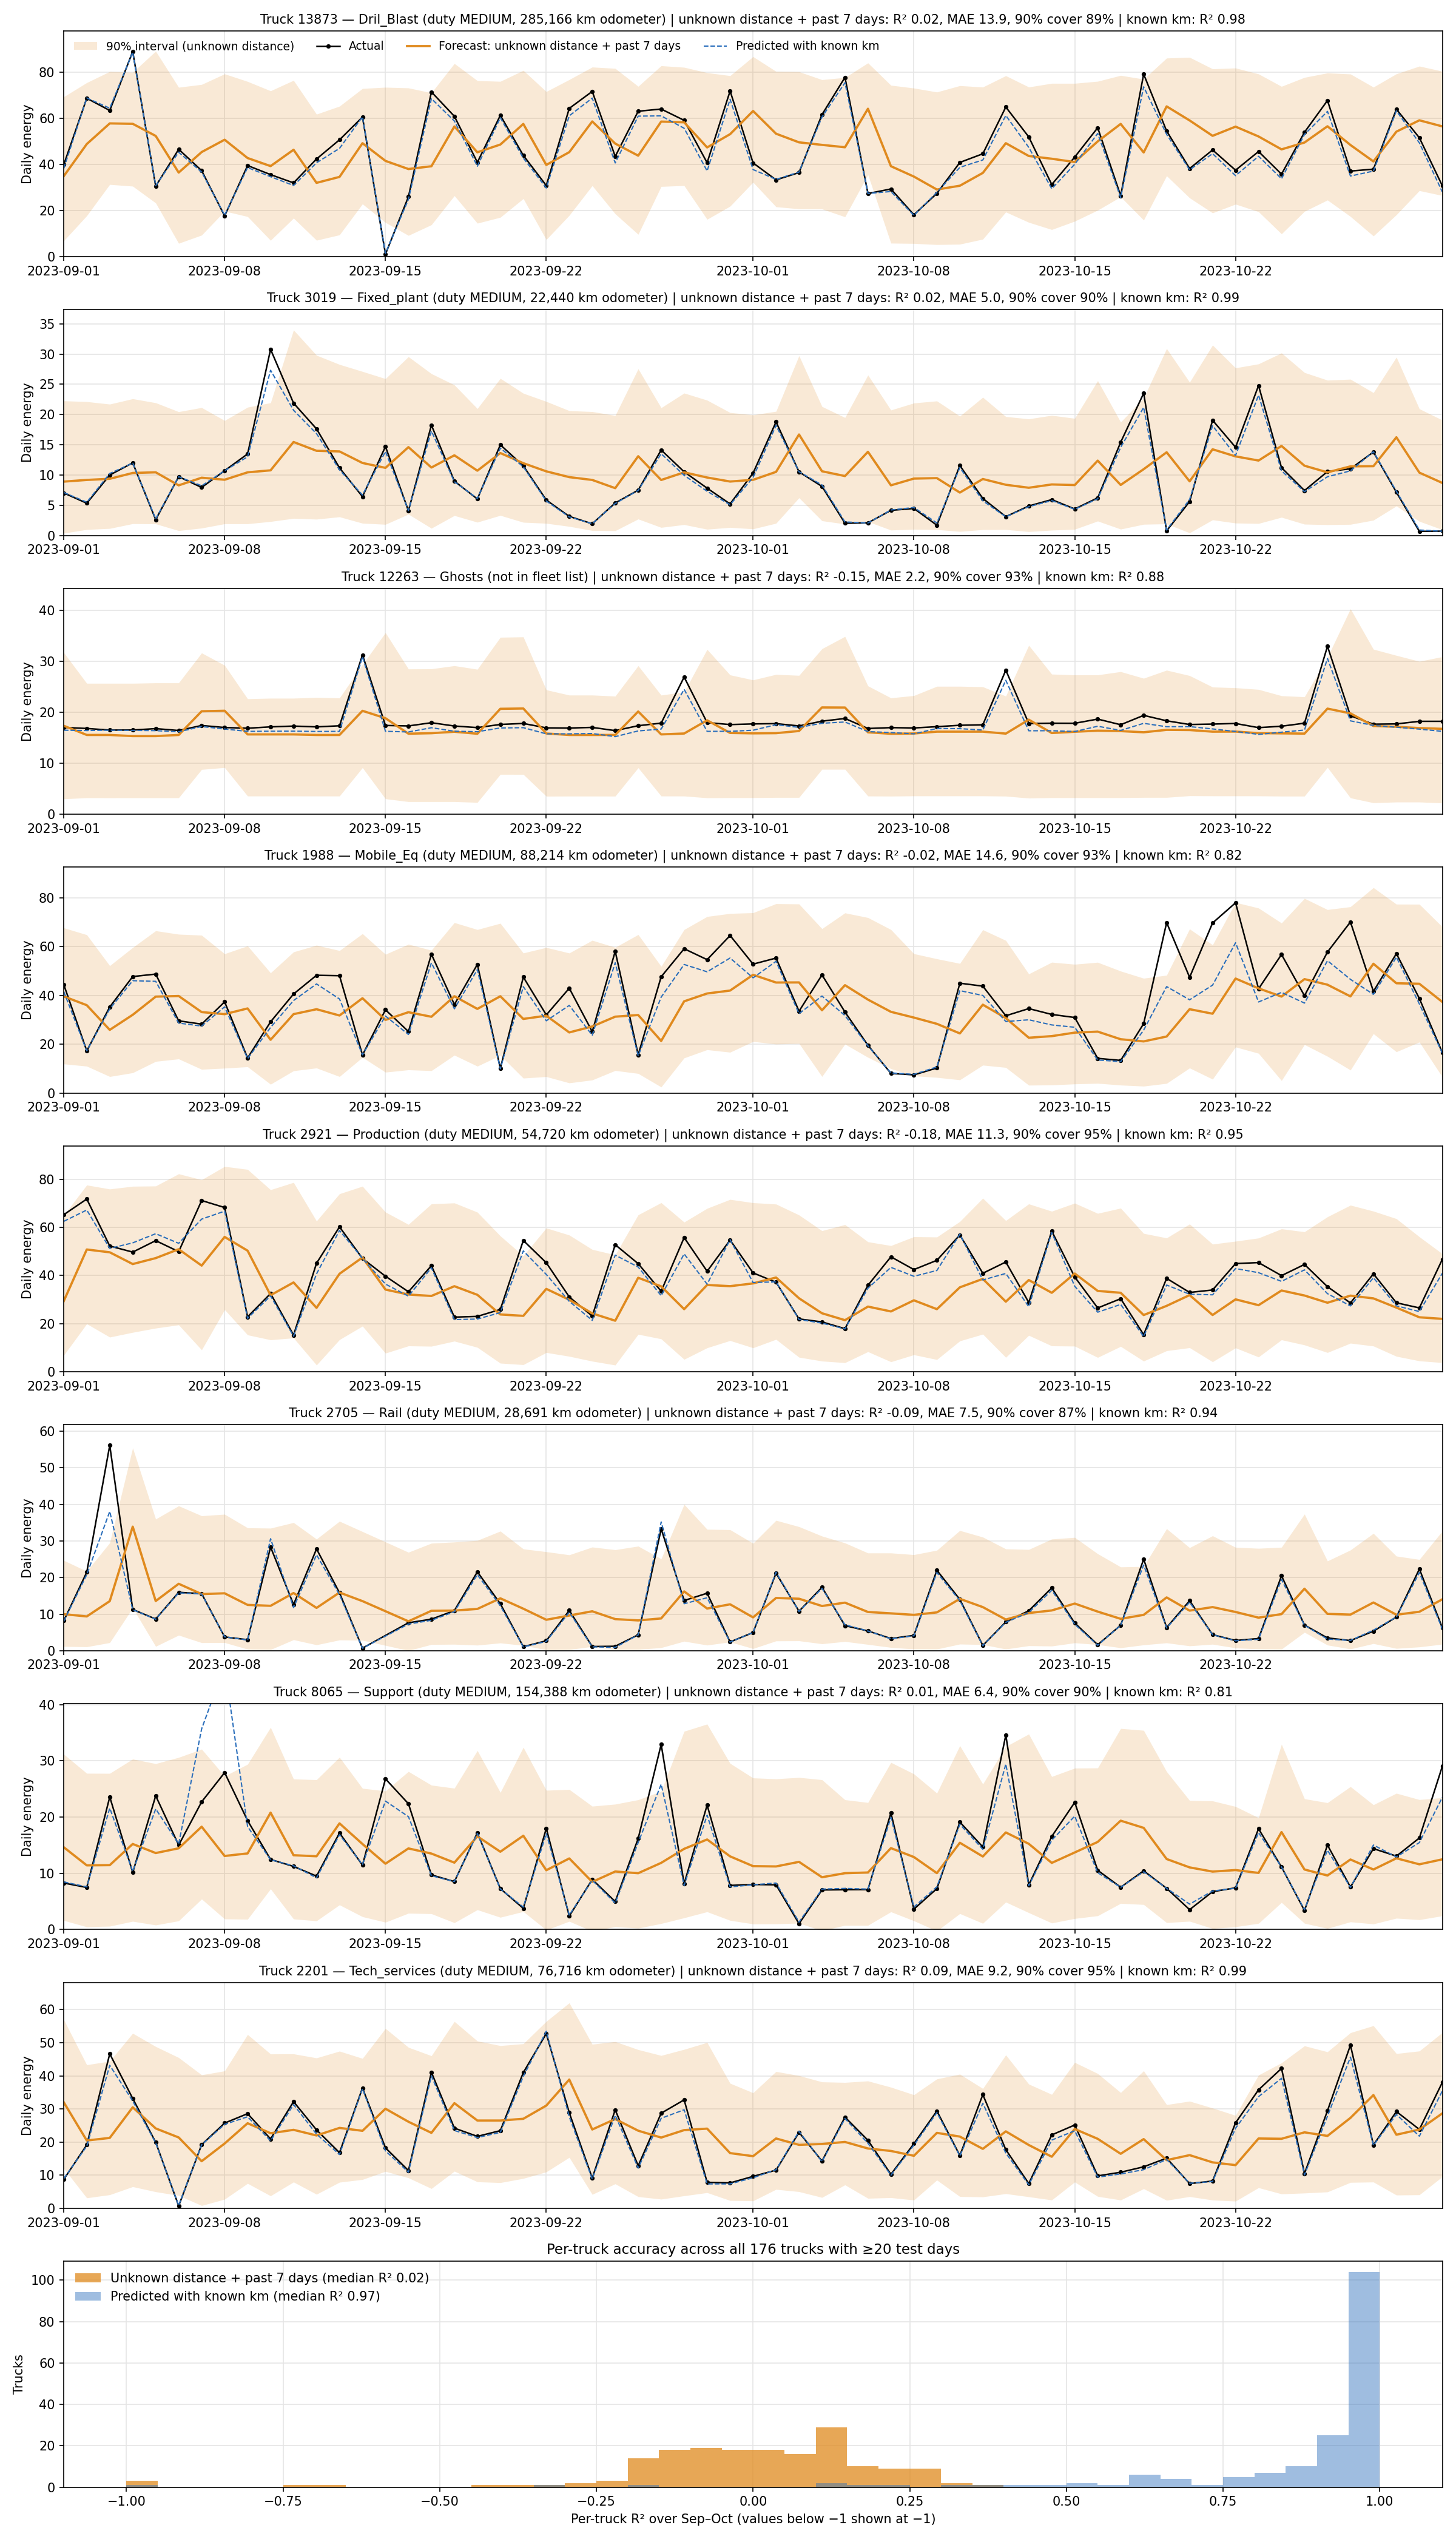 Truck 13873 — Dril_Blast (duty MEDIUM, 285,166 km odometer) | unknown distance + past 7 days: R² 0.02, MAE 13.9, 90% cover 89% | known km: R² 0.98
90% interval (unknown distance) Actual Forecast: unknown distance + past 7 days Predicted with known km
Daily energy
80
60
40
20
0
2023-09-01 2023-09-08 2023-09-15 2023-09-22 2023-10-01 2023-10-08 2023-10-15 2023-10-22
Truck 3019 — Fixed_plant (duty MEDIUM, 22,440 km odometer) | unknown distance + past 7 days: R² 0.02, MAE 5.0, 90% cover 90% | known km: R² 0.99
Daily energy
35
30
25
20
15
10
5
0
2023-09-01 2023-09-08 2023-09-15 2023-09-22 2023-10-01 2023-10-08 2023-10-15 2023-10-22
Truck 12263 — Ghosts (not in fleet list) | unknown distance + past 7 days: R² -0.15, MAE 2.2, 90% cover 93% | known km: R² 0.88
Daily energy
40
30
20
10
0
2023-09-01 2023-09-08 2023-09-15 2023-09-22 2023-10-01 2023-10-08 2023-10-15 2023-10-22
Truck 1988 — Mobile_Eq (duty MEDIUM, 88,214 km odometer) | unknown distance + past 7 days: R² -0.02, MAE 14.6, 90% cover 93% | known km: R² 0.82
Daily energy
80
60
40
20
0
2023-09-01 2023-09-08 2023-09-15 2023-09-22 2023-10-01 2023-10-08 2023-10-15 2023-10-22
Truck 2921 — Production (duty MEDIUM, 54,720 km odometer) | unknown distance + past 7 days: R² -0.18, MAE 11.3, 90% cover 95% | known km: R² 0.95
Daily energy
80
60
40
20
0
2023-09-01 2023-09-08 2023-09-15 2023-09-22 2023-10-01 2023-10-08 2023-10-15 2023-10-22
Truck 2705 — Rail (duty MEDIUM, 28,691 km odometer) | unknown distance + past 7 days: R² -0.09, MAE 7.5, 90% cover 87% | known km: R² 0.94
Daily energy
60
50
40
30
20
10
0
2023-09-01 2023-09-08 2023-09-15 2023-09-22 2023-10-01 2023-10-08 2023-10-15 2023-10-22
Truck 8065 — Support (duty MEDIUM, 154,388 km odometer) | unknown distance + past 7 days: R² 0.01, MAE 6.4, 90% cover 90% | known km: R² 0.81
Daily energy
40
30
20
10
0
2023-09-01 2023-09-08 2023-09-15 2023-09-22 2023-10-01 2023-10-08 2023-10-15 2023-10-22
Truck 2201 — Tech_services (duty MEDIUM, 76,716 km odometer) | unknown distance + past 7 days: R² 0.09, MAE 9.2, 90% cover 95% | known km: R² 0.99
Daily energy
60
50
40
30
20
10
0
2023-09-01 2023-09-08 2023-09-15 2023-09-22 2023-10-01 2023-10-08 2023-10-15 2023-10-22
Per-truck accuracy across all 176 trucks with ≥20 test days
Unknown distance + past 7 days (median R² 0.02)
Predicted with known km (median R² 0.97)
Trucks
100
80
60
40
20
0
−1.00 −0.75 −0.50 −0.25 0.00 0.25 0.50 0.75 1.00
Per-truck R² over Sep–Oct (values below −1 shown at −1)